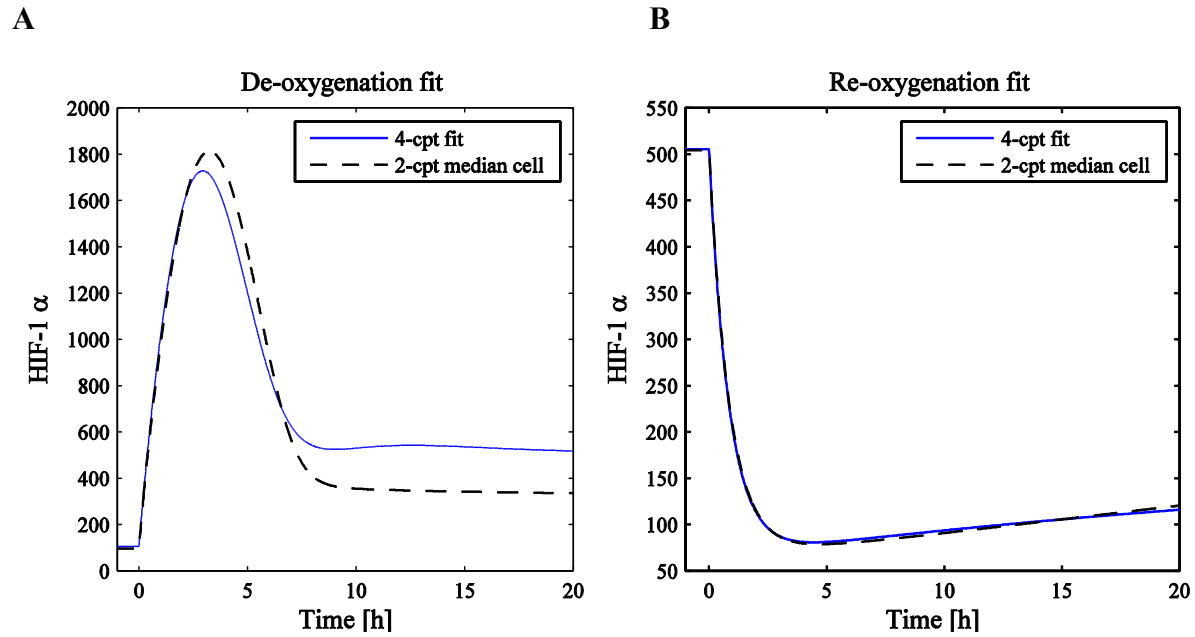 A
De-oxygenation fit
2000
1800
1600
1400
1200
1000
800
600
400
200
0
HIF-1 α
4-cpt fit
2-cpt median cell
0 5 10 15 20
Time [h]
B
Re-oxygenation fit
550
500
450
400
350
300
250
200
150
100
50
HIF-1 α
4-cpt fit
2-cpt median cell
0 5 10 15 20
Time [h]